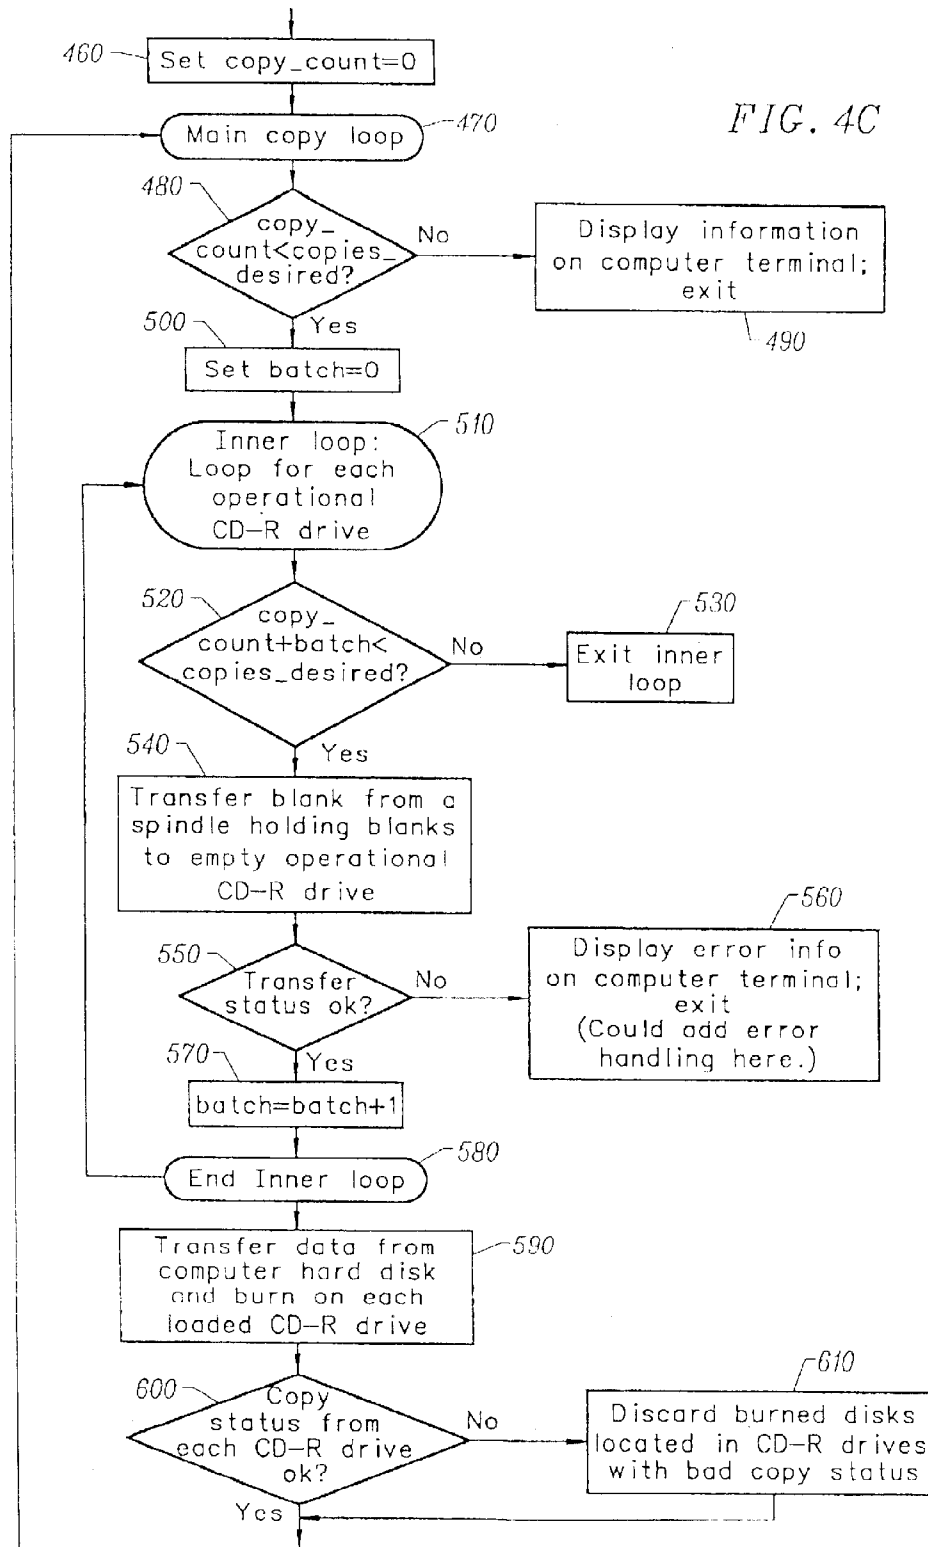 460
Set copy_count=0
FIG. 4C
Main copy loop
470
480
copy_
count<copies_
desired?
No
Display information
on computer terminal;
exit
490
Yes
500
Set batch=0
510
Inner loop:
Loop for each
operational
CD-R drive
520
copy_
count+batch<
copies_desired?
No
530
Exit inner
loop
Yes
540
Transfer blank from a
spindle holding blanks
to empty operational
CD-R drive
550
Transfer
status ok?
No
560
Display error info
on computer terminal;
exit
(Could add error
handling here.)
Yes
570
batch=batch+1
End Inner loop
580
Transfer data from
computer hard disk
and burn on each
loaded CD-R drive
590
600
Copy
status from
each CD-R drive
ok?
No
610
Discard burned disks
located in CD-R drives
with bad copy status
Yes